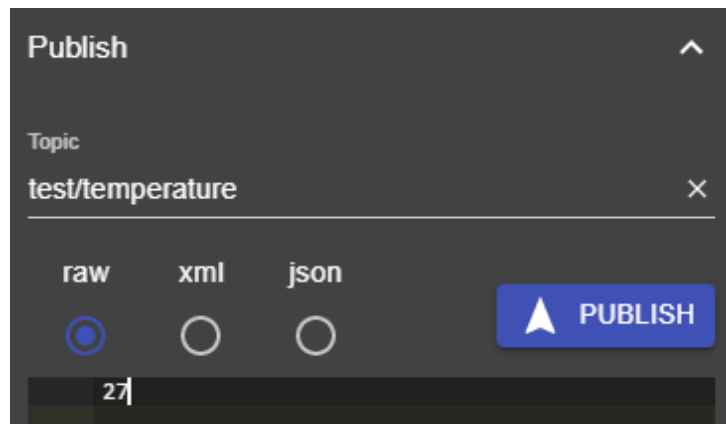 Publish
Topic
test/temperature
raw xml json
PUBLISH
27